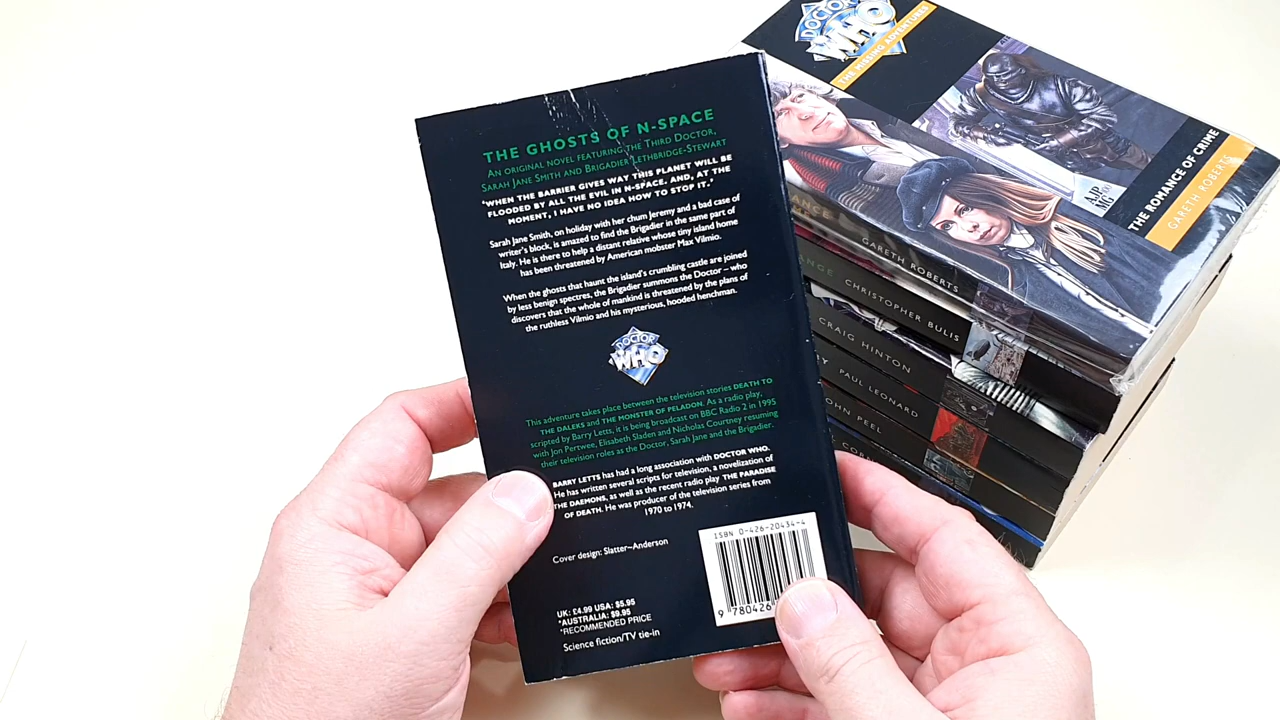 THE GHOSTS OF N-SPACE
AN ORIGINAL NOVEL FEATURING THE THIRD DOCTOR,
SARAH JANE SMITH AND BRIGADIER LETHBRIDGE-STEWART
'WHEN THE BARRIER GIVES WAY THIS PLANET WILL BE
FLOODED BY ALL THE EVIL IN N-SPACE. AND, AT THE
MOMENT, I HAVE NO IDEA HOW TO STOP IT.'
Sarah Jane Smith, on holiday with her chum Jeremy and a bad case of
writer's block, is amazed to find the Brigadier in the same part of
Italy. He is there to help a distant relative whose tiny island home
has been threatened by American mobster Max Vilmio.
When the ghosts that haunt the island's crumbling castle are joined
by less benign spectres, the Brigadier summons the Doctor – who
discovers that the whole of mankind is threatened by the plans of
the ruthless Vilmio and his mysterious, hooded henchman.
DOCTOR
WHO
This adventure takes place between the television stories DEATH TO
THE DALEKS and THE MONSTER OF PELADON. As a radio play,
scripted by Barry Letts, it is being broadcast on BBC Radio 2 in 1995
with Jon Pertwee, Elisabeth Sladen and Nicholas Courtney resuming
their television roles as the Doctor, Sarah Jane and the Brigadier.
BARRY LETTS has had a long association with DOCTOR WHO.
He has written several scripts for television, a novelization of
THE DAEMONS, as well as the recent radio play THE PARADISE
OF DEATH. He was producer of the television series from
1970 to 1974.
Cover design: Slatter~Anderson
ISBN 0-426-20434-4
9 780426
UK: £4.99 USA: $5.95
*AUSTRALIA: $9.95
*RECOMMENDED PRICE
Science fiction/TV tie-in
DOCTOR
WHO
THE MISSING ADVENTURES
AJP
MG
THE ROMANCE OF CRIME
GARETH ROBERTS
GARETH ROBERTS
CHRISTOPHER BULIS
CRAIG HINTON
PAUL LEONARD
JOHN PEEL